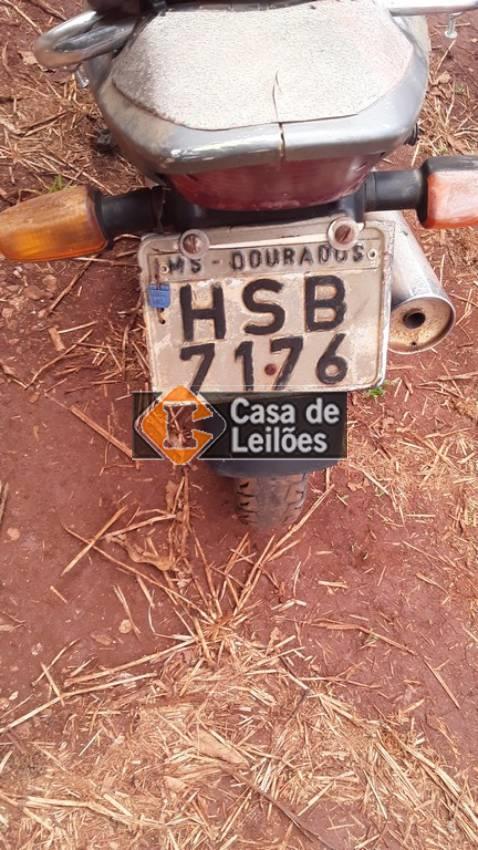 MS - DOURADOS
HSB
7176
Casa de
Leilões